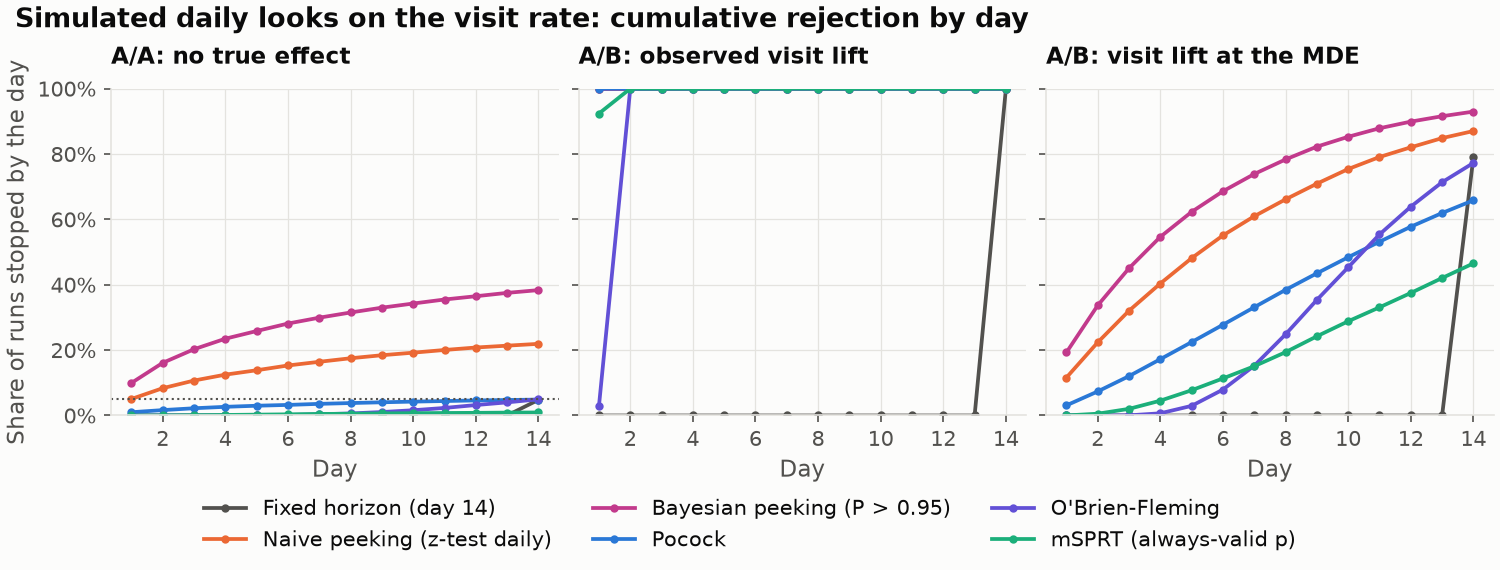 Simulated daily looks on the visit rate: cumulative rejection by day
A/A: no true effect
A/B: observed visit lift
A/B: visit lift at the MDE
Share of runs stopped by the day
100%
80%
60%
40%
20%
0%
2 4 6 8 10 12 14
2 4 6 8 10 12 14
2 4 6 8 10 12 14
Day
Day
Day
Fixed horizon (day 14)
Naive peeking (z-test daily)
Bayesian peeking (P > 0.95)
Pocock
O'Brien-Fleming
mSPRT (always-valid p)